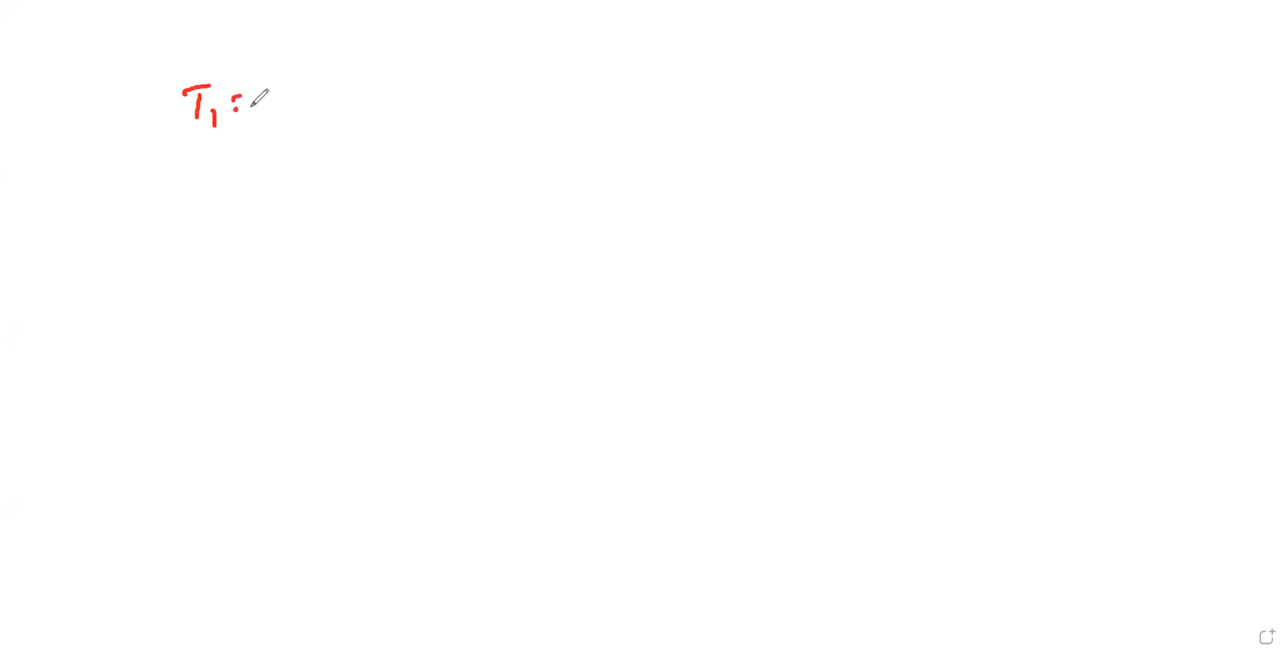 T₁ =